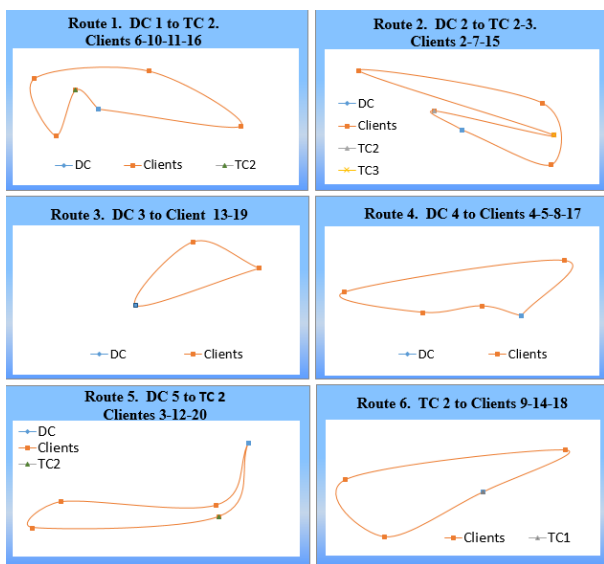 Route 1. DC 1 to TC 2.
Clients 6-10-11-16
DC Clients TC2
Route 2. DC 2 to TC 2-3.
Clients 2-7-15
DC
Clients
TC2
TC3
Route 3. DC 3 to Client 13-19
DC Clients
Route 4. DC 4 to Clients 4-5-8-17
DC Clients
Route 5. DC 5 to TC 2
Clientes 3-12-20
DC
Clients
TC2
Route 6. TC 2 to Clients 9-14-18
Clients TC1